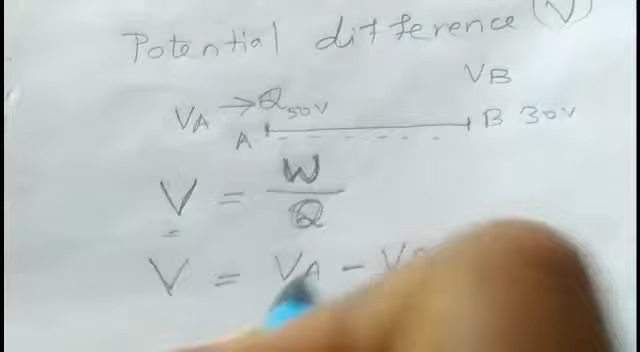 Potential difference (V)
VB
VA → Q 50V
A B 30V
V = W / Q
V = VA -